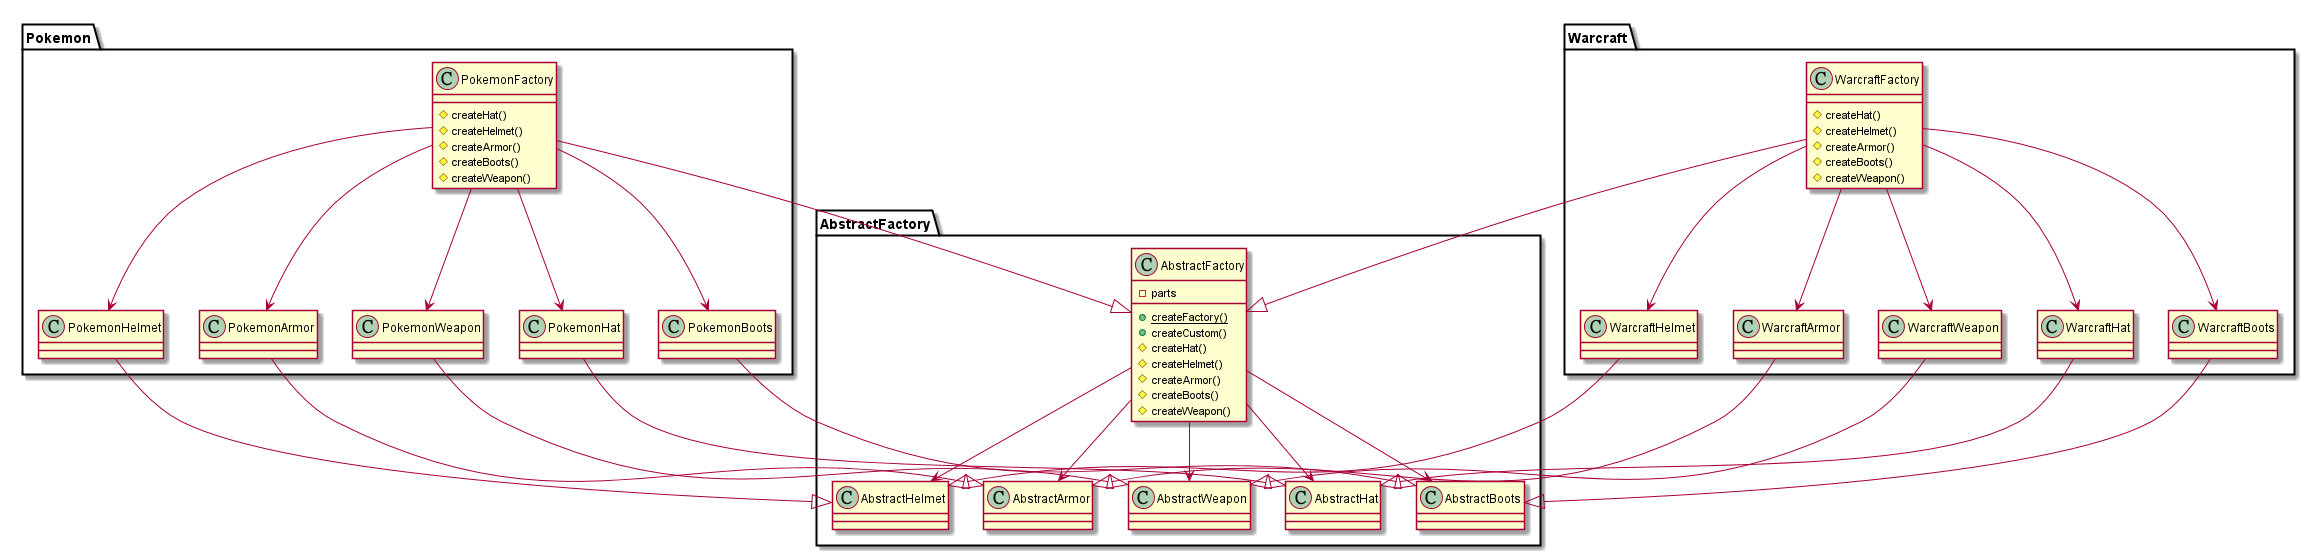 Pokemon
C PokemonFactory
createHat()
createHelmet()
createArmor()
createBoots()
createWeapon()
C PokemonHelmet
C PokemonArmor
C PokemonWeapon
C PokemonHat
C PokemonBoots
AbstractFactory
C AbstractFactory
parts
createFactory()
createCustom()
createHat()
createHelmet()
createArmor()
createBoots()
createWeapon()
C AbstractHelmet
C AbstractArmor
C AbstractWeapon
C AbstractHat
C AbstractBoots
Warcraft
C WarcraftFactory
createHat()
createHelmet()
createArmor()
createBoots()
createWeapon()
C WarcraftHelmet
C WarcraftArmor
C WarcraftWeapon
C WarcraftHat
C WarcraftBoots